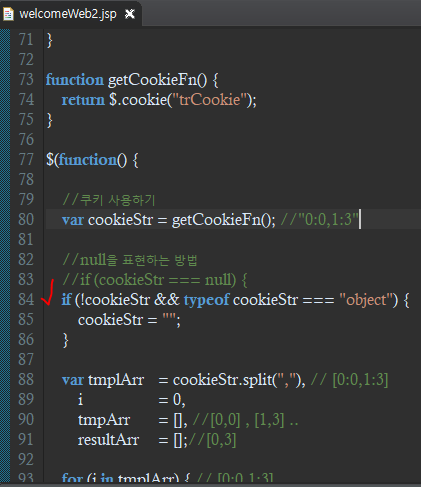 welcomeWeb2.jsp
71 }
72
73 function getCookieFn() {
74 return $.cookie("trCookie");
75 }
76
77 $(function() {
78
79 //쿠키 사용하기
80 var cookieStr = getCookieFn(); //"0:0,1:3"
81
82 //null을 표현하는 방법
83 //if (cookieStr === null) {
84 if (!cookieStr && typeof cookieStr === "object") {
85 cookieStr = "";
86 }
87
88 var tmplArr = cookieStr.split(","), // [0:0,1:3]
89 i = 0,
90 tmpArr = [], //[0,0] , [1,3] ..
91 resultArr = [];//[0,3]
92
93 for (i in tmplArr) { // [0:0,1:3]